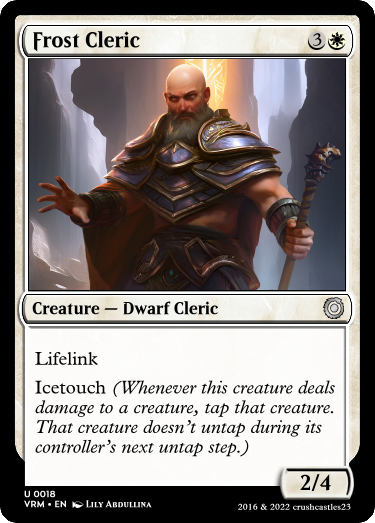 Frost Cleric 3
Creature — Dwarf Cleric
Lifelink
Icetouch (Whenever this creature deals
damage to a creature, tap that creature.
That creature doesn't untap during its
controller's next untap step.)
2/4
U 0018
VRM • EN Lily Abdullina
2016 & 2022 crushcastles23